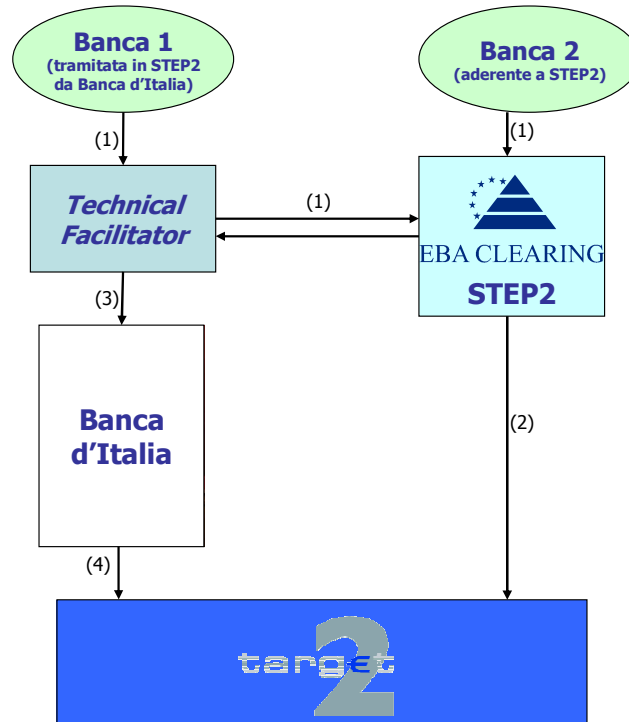 Banca 1
(tramitata in STEP2
da Banca d'Italia)
Banca 2
(aderente a STEP2)
(1)
(1)
Technical
Facilitator
(1)
EBA CLEARING
STEP2
(3)
Banca
d'Italia
(2)
(4)
target
2